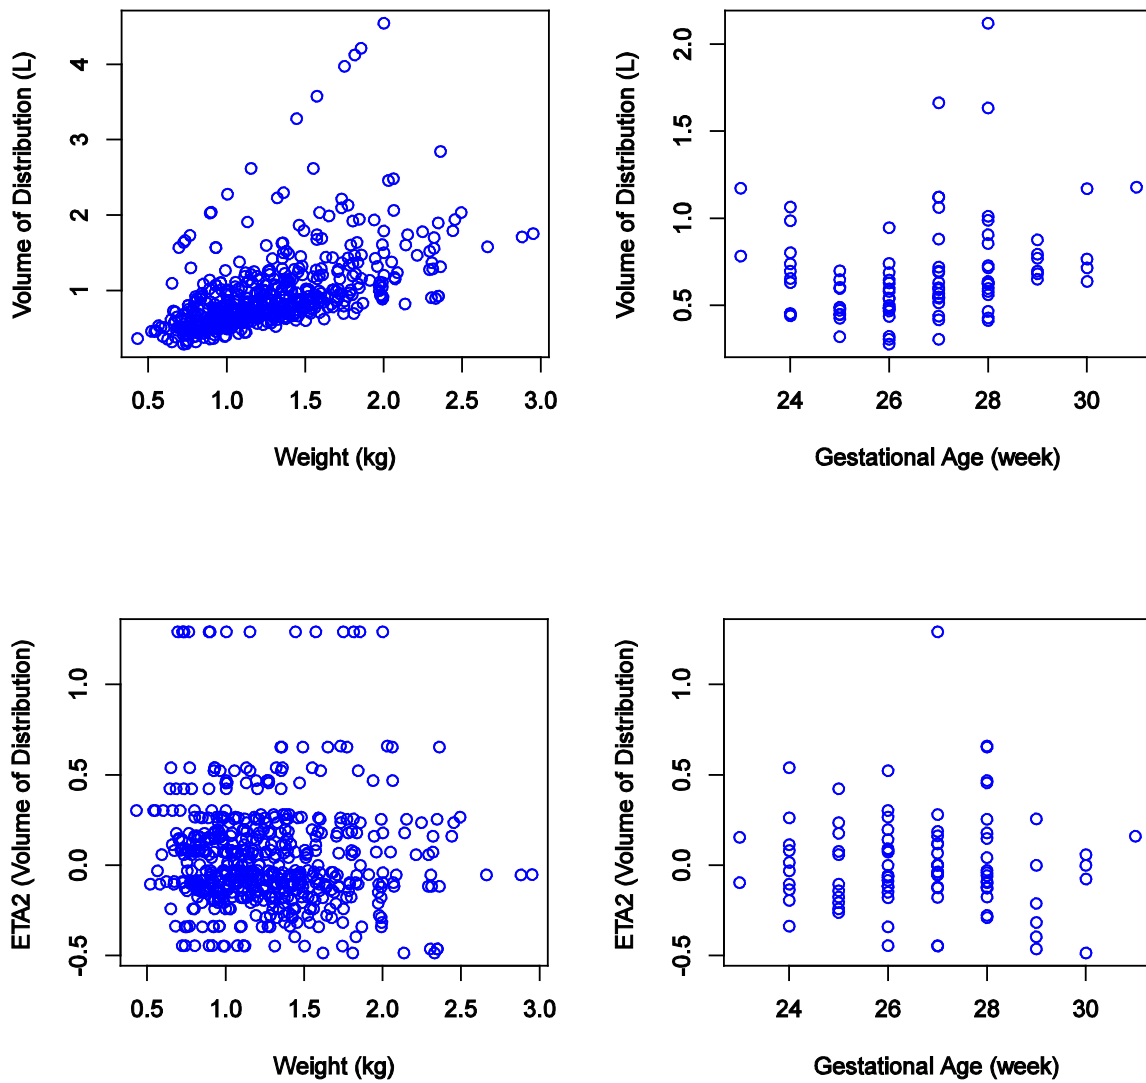 Volume of Distribution (L)
4
3
2
1
0.5 1.0 1.5 2.0 2.5 3.0
Weight (kg)
Volume of Distribution (L)
2.0
1.5
1.0
0.5
24 26 28 30
Gestational Age (week)
ETA2 (Volume of Distribution)
1.0
0.5
0.0
-0.5
0.5 1.0 1.5 2.0 2.5 3.0
Weight (kg)
ETA2 (Volume of Distribution)
1.0
0.5
0.0
-0.5
24 26 28 30
Gestational Age (week)